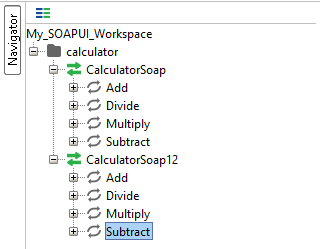 Navigator
My_SOAPUI_Workspace
calculator
CalculatorSoap
Add
Divide
Multiply
Subtract
CalculatorSoap12
Add
Divide
Multiply
Subtract